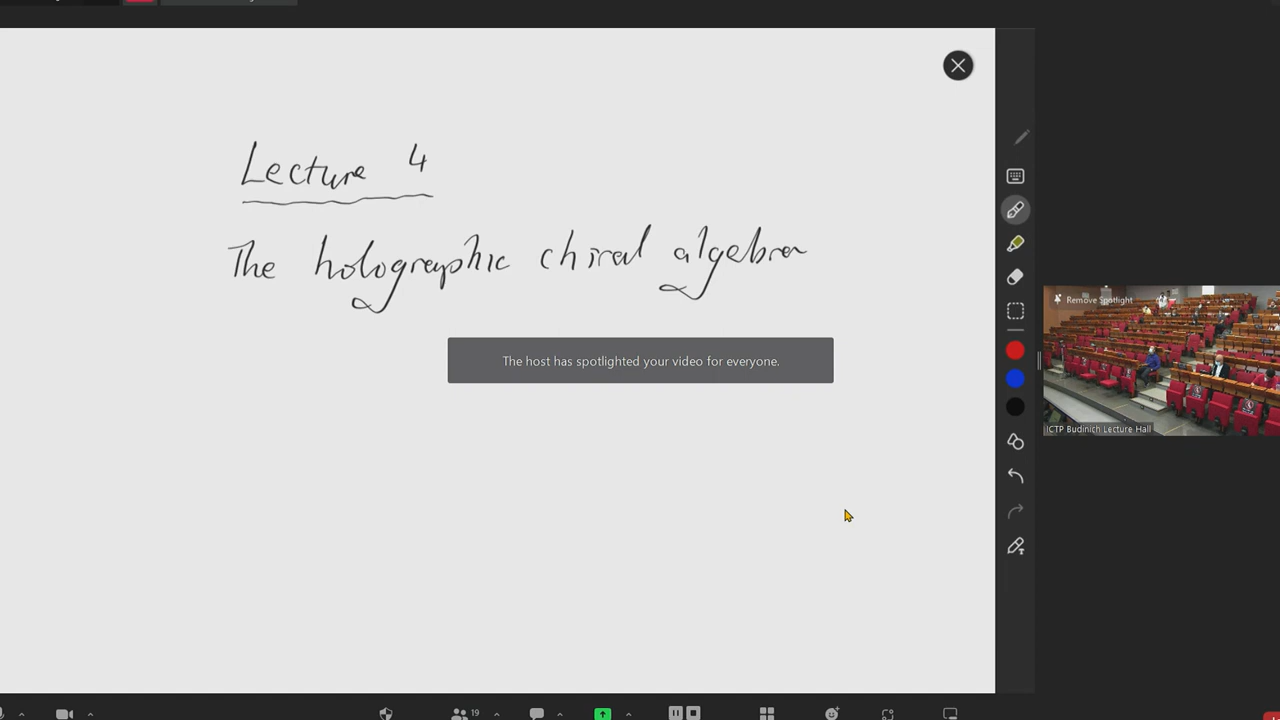 Lecture 4
The holographic chiral algebra
The host has spotlighted your video for everyone.
Remove Spotlight
ICTP Budinich Lecture Hall
19